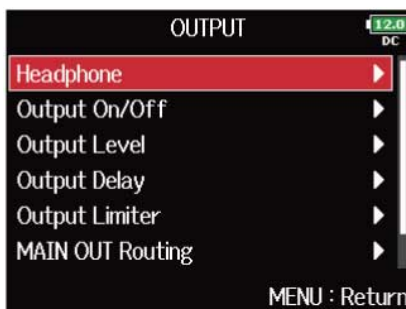 OUTPUT
12.0
DC
Headphone
Output On/Off
Output Level
Output Delay
Output Limiter
MAIN OUT Routing
MENU : Return